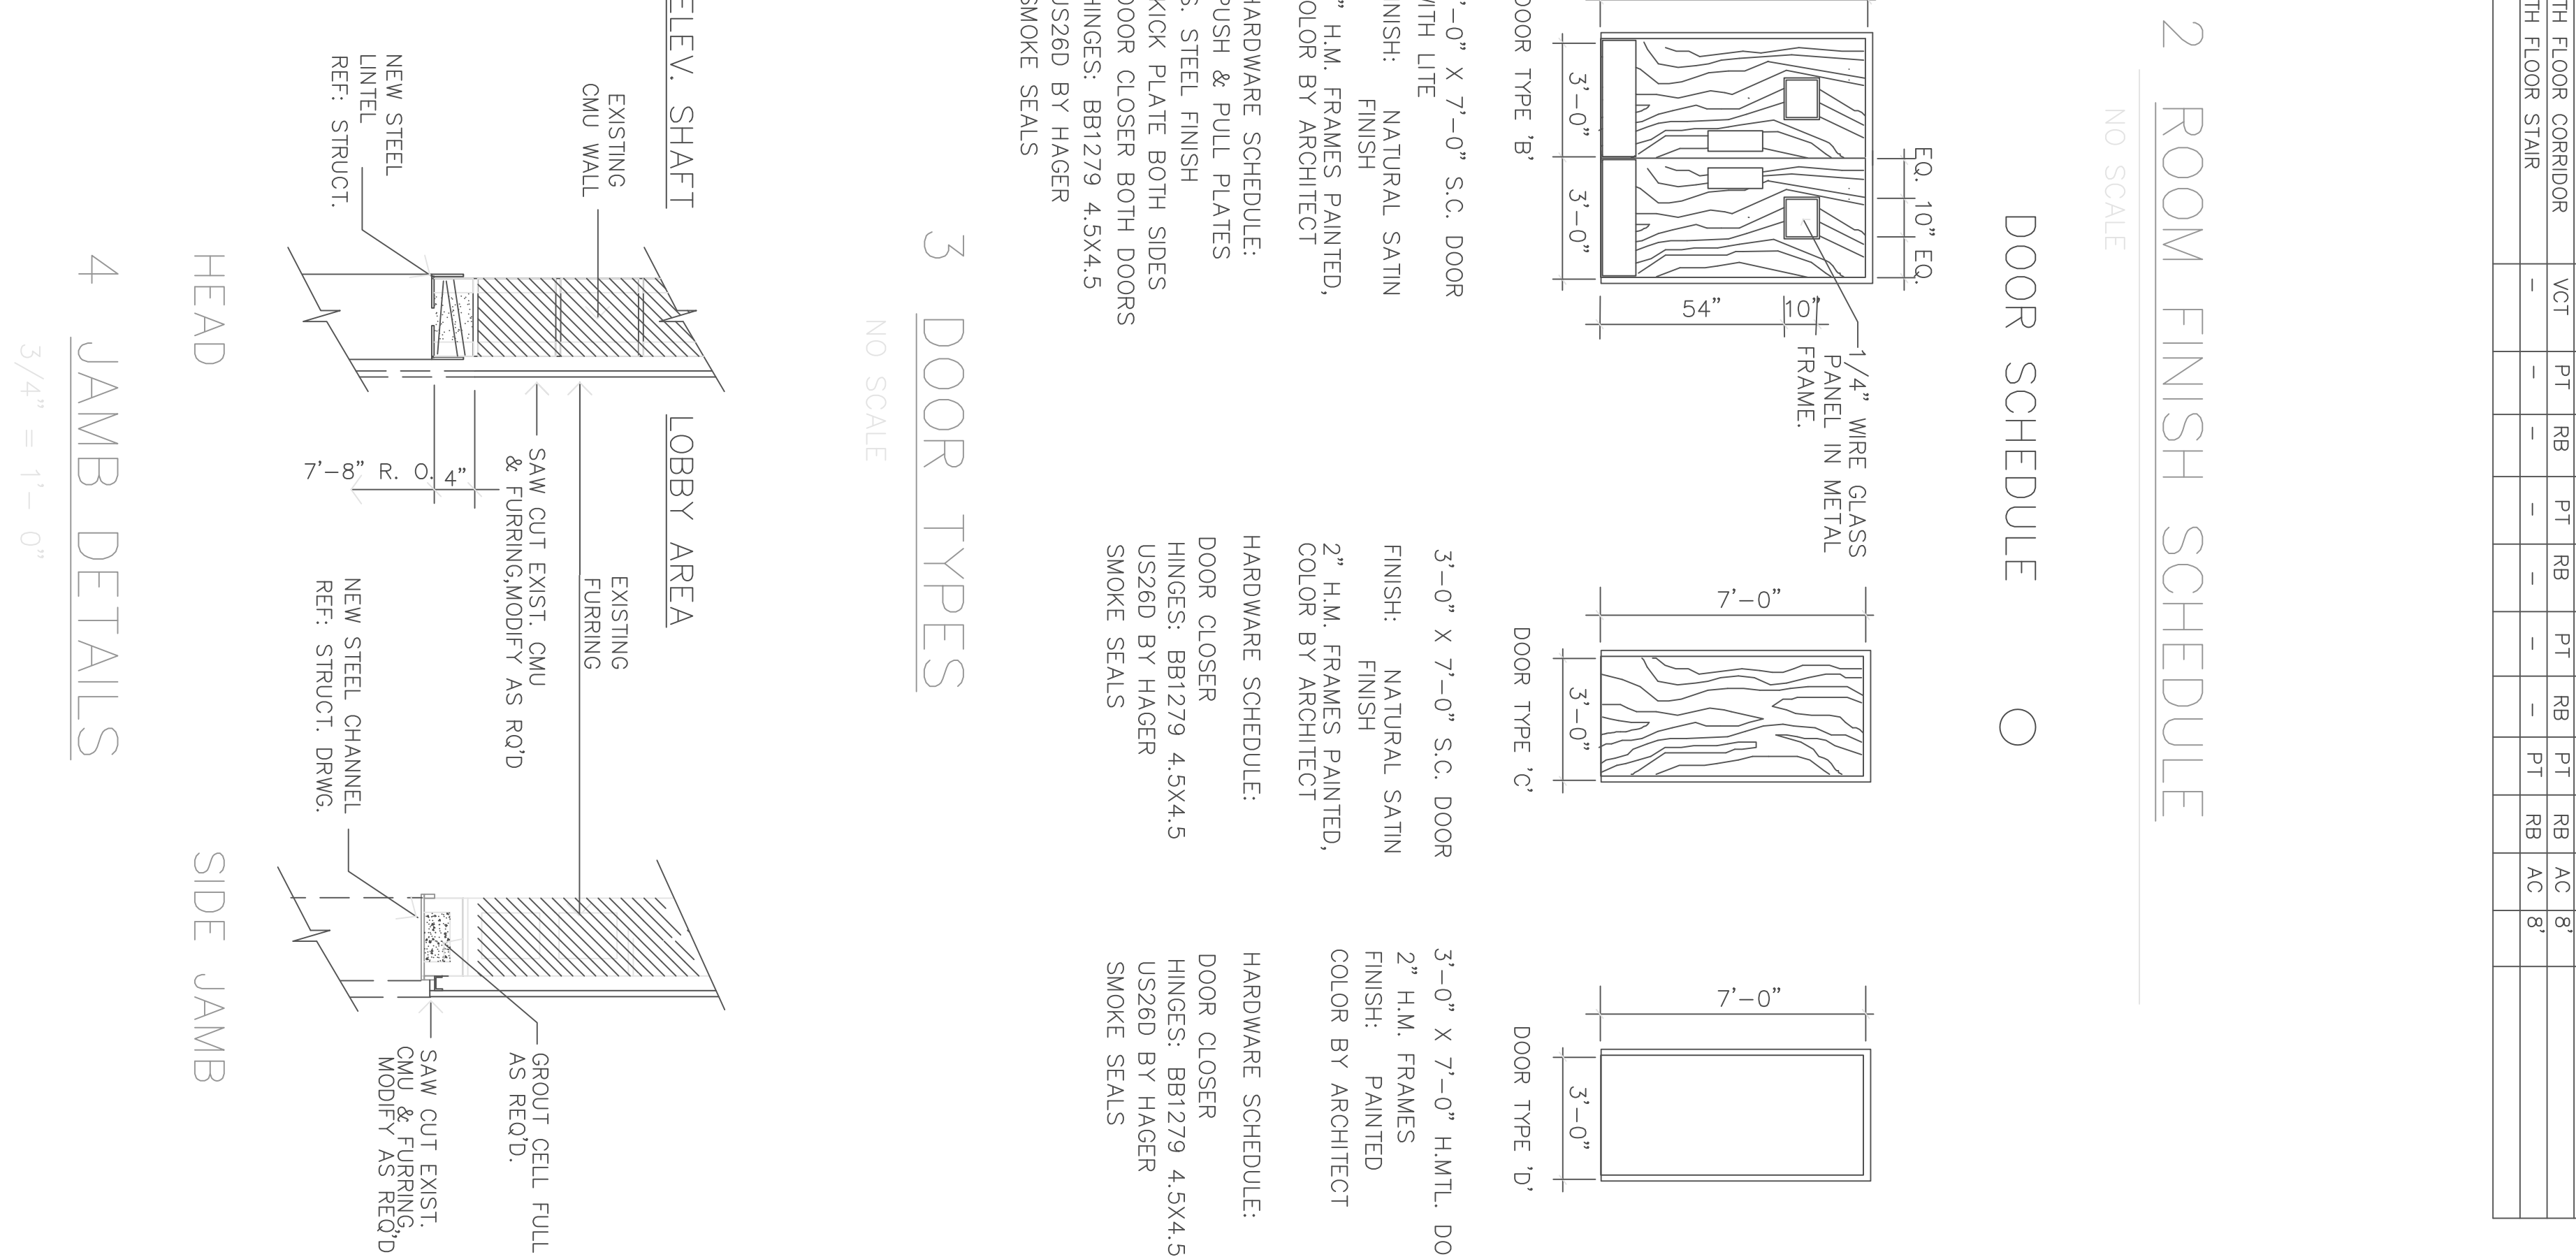 TH FLOOR CORRIDOR VCT PT RB PT RB PT RB PT RB AC 8'
TH FLOOR STAIR – – – – – – – PT RB AC 8'
2 ROOM FINISH SCHEDULE
NO SCALE
DOOR SCHEDULE
EQ. 10" EQ.
3'–0" 3'–0"
54" 10"
1/4" WIRE GLASS
PANEL IN METAL
FRAME.
DOOR TYPE 'B'
'–0" X 7'–0" S.C. DOOR
WITH LITE
FINISH: NATURAL SATIN
FINISH
" H.M. FRAMES PAINTED,
COLOR BY ARCHITECT
HARDWARE SCHEDULE:
PUSH & PULL PLATES
S. STEEL FINISH
KICK PLATE BOTH SIDES
DOOR CLOSER BOTH DOORS
HINGES: BB1279 4.5X4.5
US26D BY HAGER
SMOKE SEALS
7'–0"
3'–0"
DOOR TYPE 'C'
3'–0" X 7'–0" S.C. DOOR
FINISH: NATURAL SATIN
FINISH
2" H.M. FRAMES PAINTED,
COLOR BY ARCHITECT
HARDWARE SCHEDULE:
DOOR CLOSER
HINGES: BB1279 4.5X4.5
US26D BY HAGER
SMOKE SEALS
7'–0"
3'–0"
DOOR TYPE 'D'
3'–0" X 7'–0" H.MTL. DO
2" H.M. FRAMES
FINISH: PAINTED
COLOR BY ARCHITECT
HARDWARE SCHEDULE:
DOOR CLOSER
HINGES: BB1279 4.5X4.5
US26D BY HAGER
SMOKE SEALS
3 DOOR TYPES
NO SCALE
ELEV. SHAFT
LOBBY AREA
EXISTING
CMU WALL
NEW STEEL
LINTEL
REF: STRUCT.
EXISTING
FURRING
SAW CUT EXIST. CMU
& FURRING,MODIFY AS RQ'D
7'–8" R. O. 4"
NEW STEEL CHANNEL
REF: STRUCT. DRWG.
GROUT CELL FULL
AS REQ'D.
SAW CUT EXIST.
CMU & FURRING,
MODIFY AS REQ'D
HEAD
SIDE JAMB
4 JAMB DETAILS
3/4" = 1'– 0"